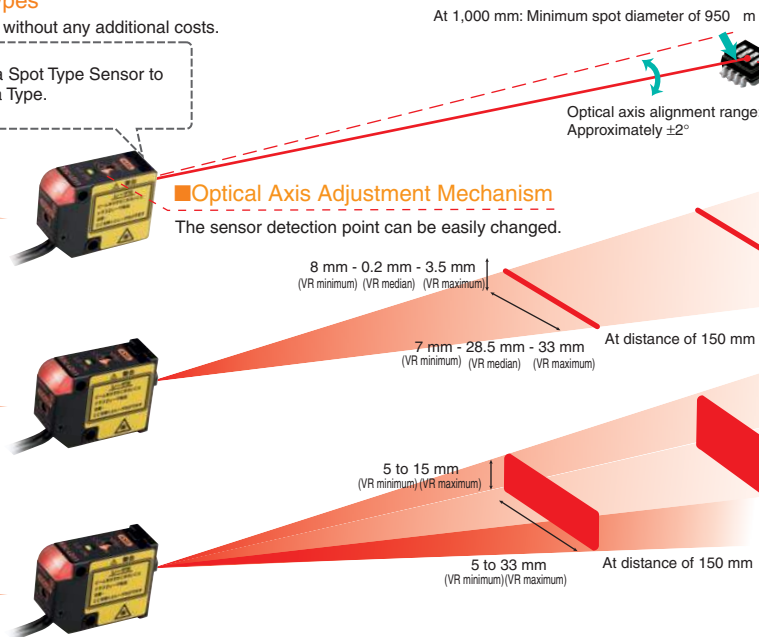 ypes
without any additional costs.
At 1,000 mm: Minimum spot diameter of 950 m
a Spot Type Sensor to
a Type.
Optical axis alignment range:
Approximately ±2°
■Optical Axis Adjustment Mechanism
The sensor detection point can be easily changed.
8 mm - 0.2 mm - 3.5 mm
(VR minimum) (VR median) (VR maximum)
7 mm - 28.5 mm - 33 mm
(VR minimum) (VR median) (VR maximum)
At distance of 150 mm
5 to 15 mm
(VR minimum) (VR maximum)
5 to 33 mm
(VR minimum) (VR maximum)
At distance of 150 mm